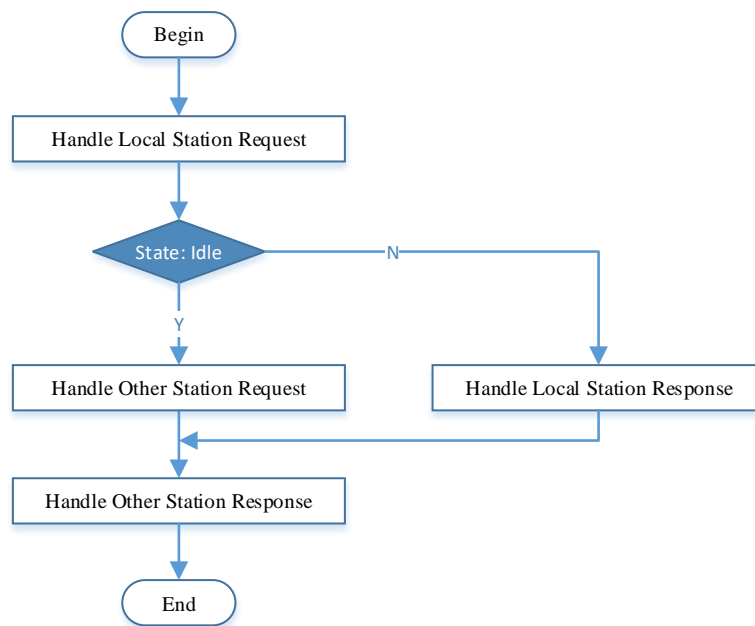 Begin
Handle Local Station Request
State: Idle
N
Y
Handle Other Station Request
Handle Local Station Response
Handle Other Station Response
End